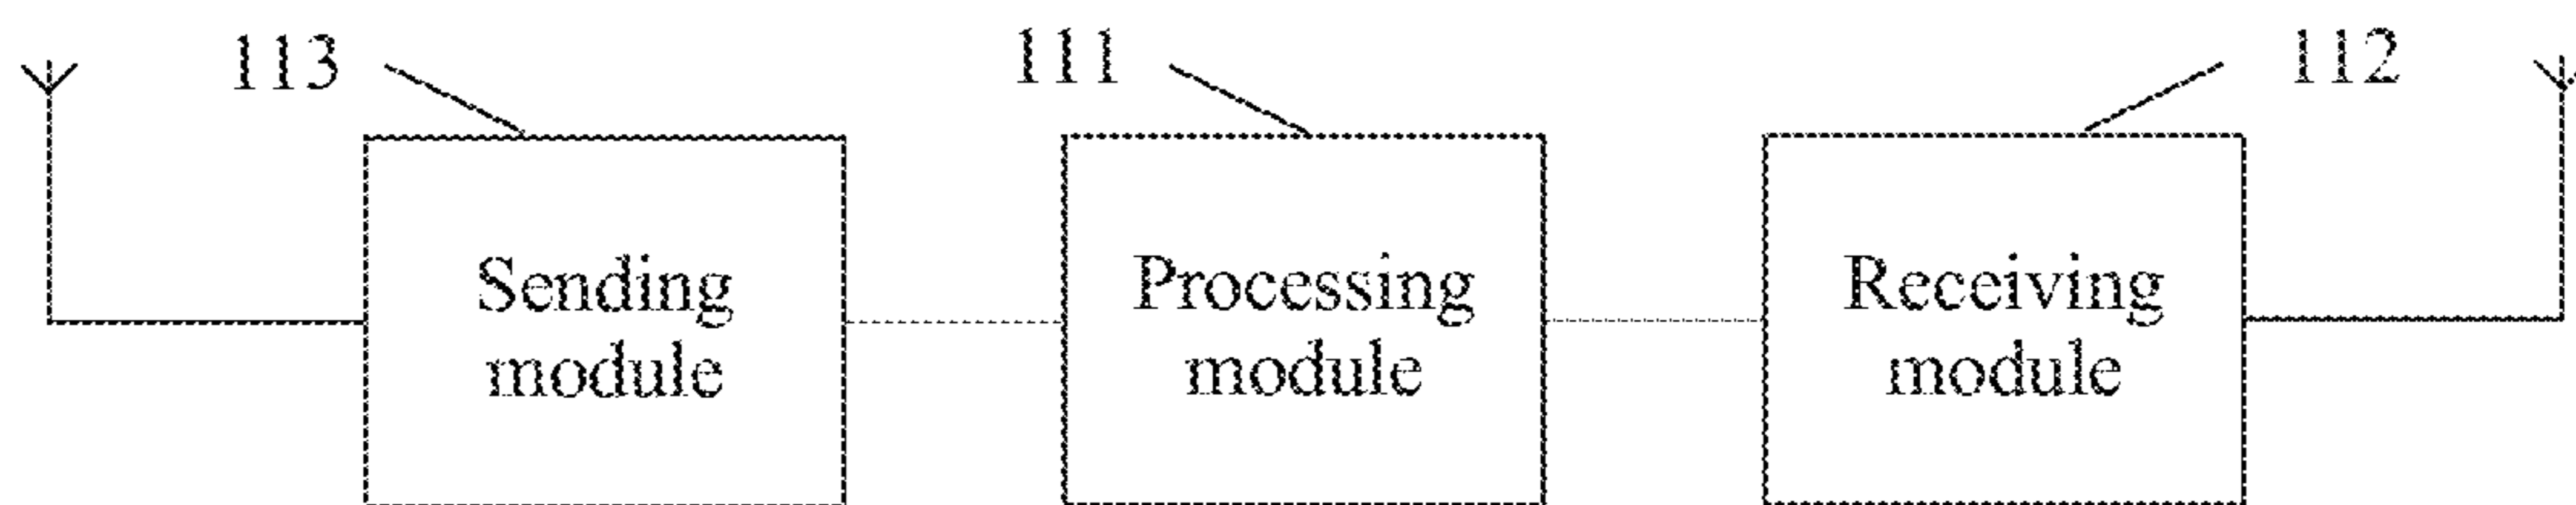 113
111
112
Sending
module
Processing
module
Receiving
module